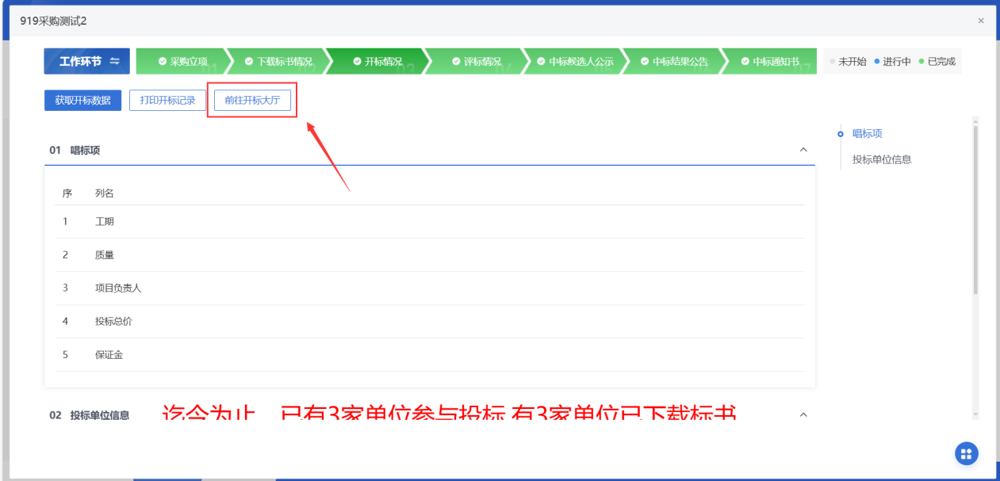 919采购测试2
×
工作环节 采购立项 01 下载标书情况 02 开标情况 03 评标情况 04 中标候选人公示 05 中标结果公告 06 中标通知书 07 未开始 进行中 已完成
获取开标数据 打印开标记录 前往开标大厅
唱标项
投标单位信息
01 唱标项
序 列名
1 工期
2 质量
3 项目负责人
4 投标总价
5 保证金
02 投标单位信息 迄今为止 已有3家单位参与投标 有3家单位已下载标书